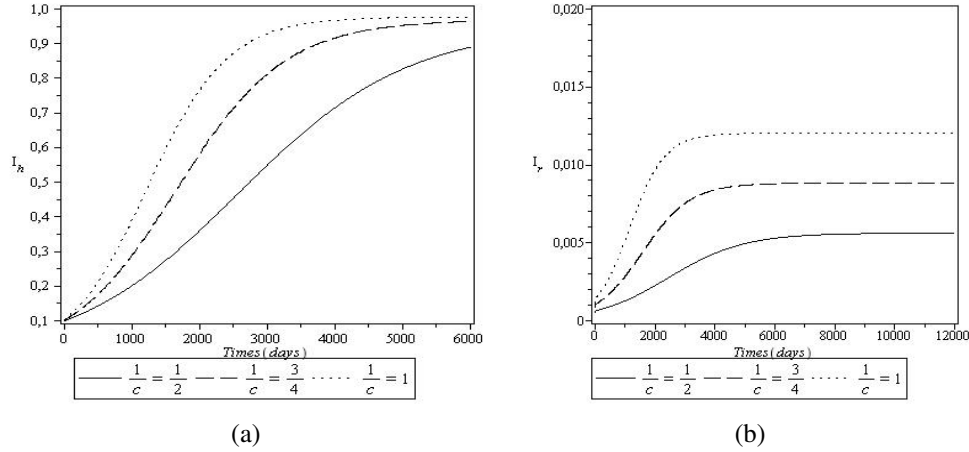 1,0
0,9
0,8
0,7
0,6
I_h
0,5
0,4
0,3
0,2
0,1
0 1000 2000 3000 4000 5000 6000
Times (days)
1/c = 1/2 1/c = 3/4 1/c = 1
(a)
0,020
0,015
I_r
0,010
0,005
0
0 2000 4000 6000 8000 10000 12000
Times (days)
1/c = 1/2 1/c = 3/4 1/c = 1
(b)